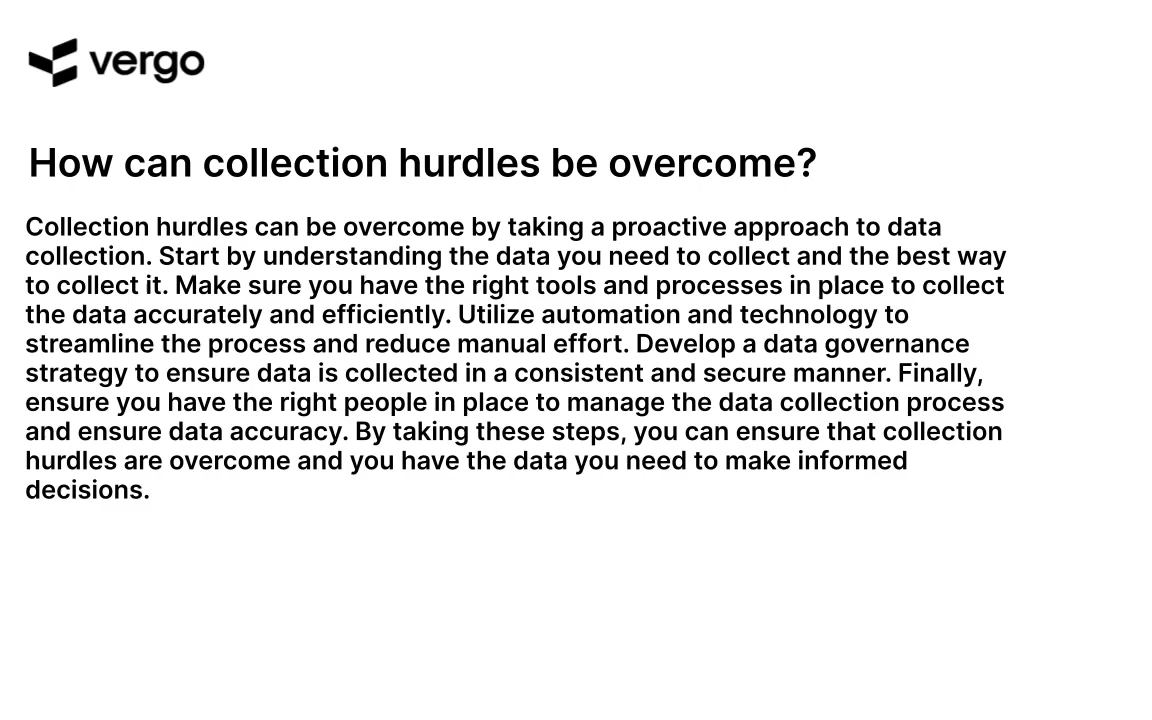 vergo
How can collection hurdles be overcome?
Collection hurdles can be overcome by taking a proactive approach to data
collection. Start by understanding the data you need to collect and the best way
to collect it. Make sure you have the right tools and processes in place to collect
the data accurately and efficiently. Utilize automation and technology to
streamline the process and reduce manual effort. Develop a data governance
strategy to ensure data is collected in a consistent and secure manner. Finally,
ensure you have the right people in place to manage the data collection process
and ensure data accuracy. By taking these steps, you can ensure that collection
hurdles are overcome and you have the data you need to make informed
decisions.